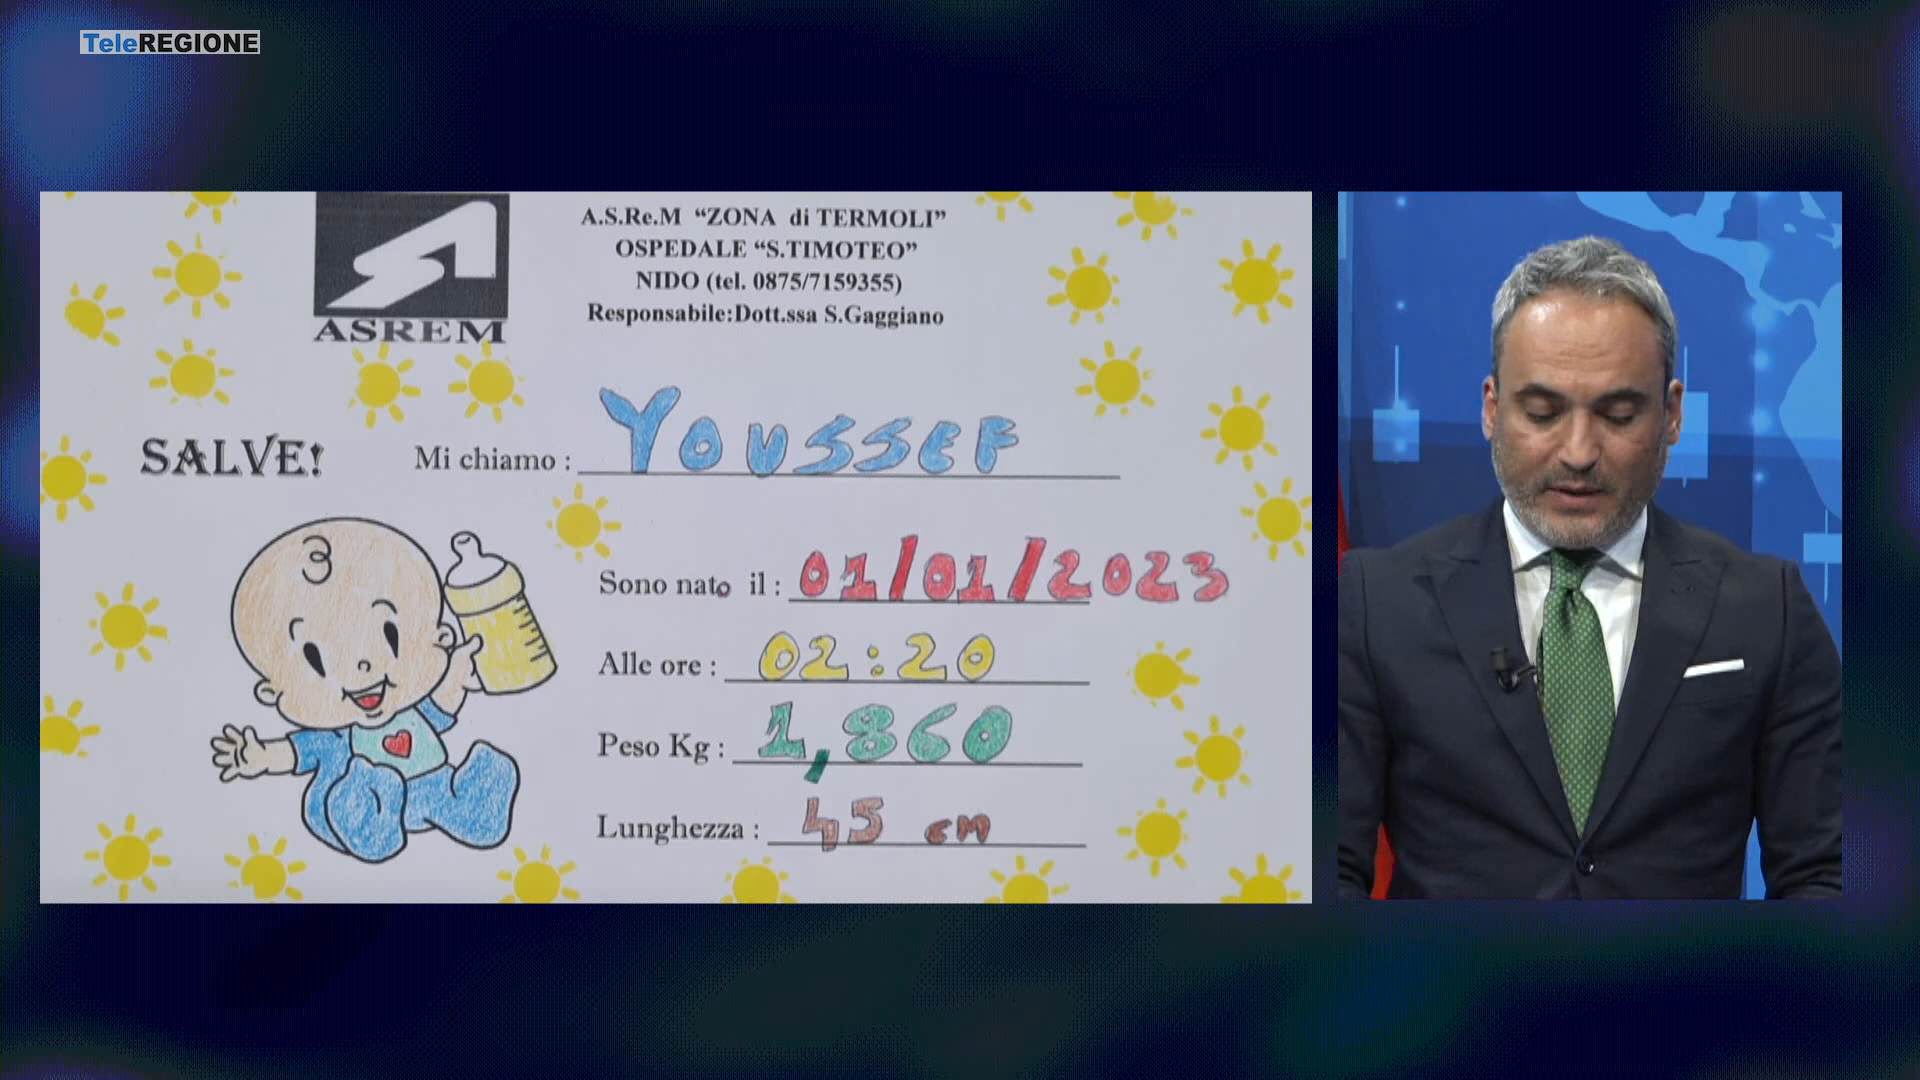 TeleREGIONE
A.S.Re.M “ZONA di TERMOLI”
OSPEDALE “S.TIMOTEO”
NIDO (tel. 0875/7159355)
Responsabile:Dott.ssa S.Gaggiano
ASREM
SALVE! Mi chiamo : YOUSSEF
Sono nato il : 01/01/2023
Alle ore : 02:20
Peso Kg : 1,860
Lunghezza : 45 cm